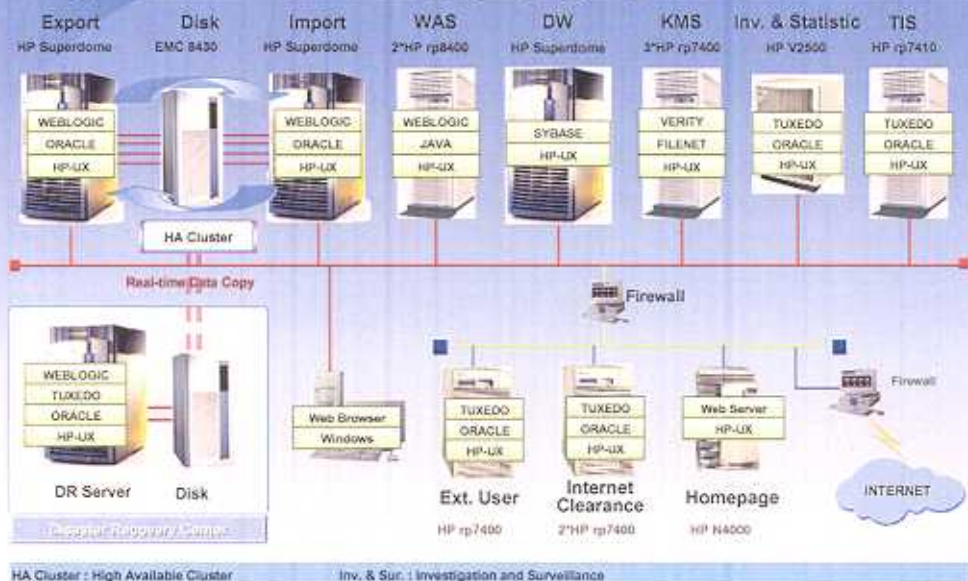 Export
Disk
Import
WAS
DW
KMS
Inv. & Statistic
TIS
HP Superdome
EMC 8430
HP Superdome
2*HP rp8400
HP Superdome
3*HP rp7400
HP V2500
HP rp7410
WEBLOGIC
ORACLE
HP-UX
WEBLOGIC
ORACLE
HP-UX
WEBLOGIC
JAVA
HP-UX
SYBASE
HP-UX
VERITY
FILENET
HP-UX
TUXEDO
ORACLE
HP-UX
TUXEDO
ORACLE
HP-UX
HA Cluster
Real-time Data Copy
Firewall
WEBLOGIC
TUXEDO
ORACLE
HP-UX
DR Server
Disk
Disaster Recovery Center
Web Browser
Windows
TUXEDO
ORACLE
HP-UX
Ext. User
HP rp7400
TUXEDO
ORACLE
HP-UX
Internet
Clearance
2*HP rp7400
Web Server
HP-UX
Homepage
HP N4000
Firewall
INTERNET
HA Cluster : High Available Cluster
Inv. & Sur. : Investigation and Surveillance